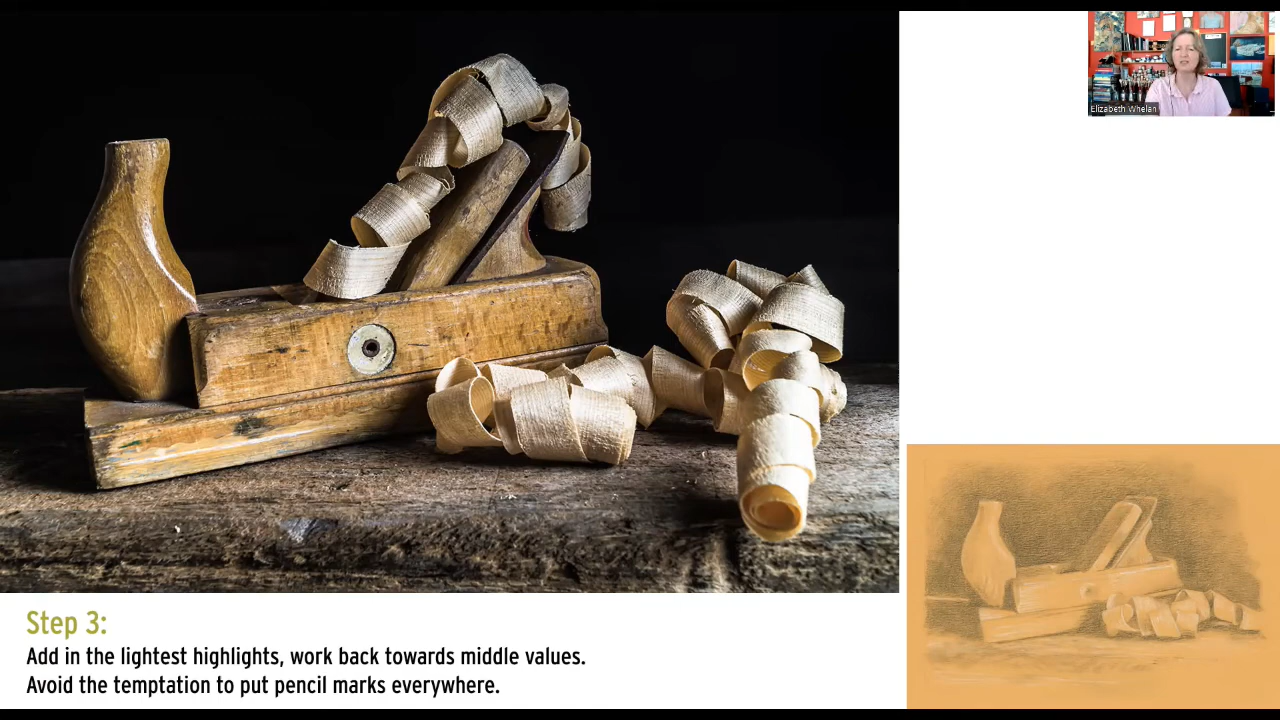 Elizabeth Whelan
Step 3:
Add in the lightest highlights, work back towards middle values.
Avoid the temptation to put pencil marks everywhere.